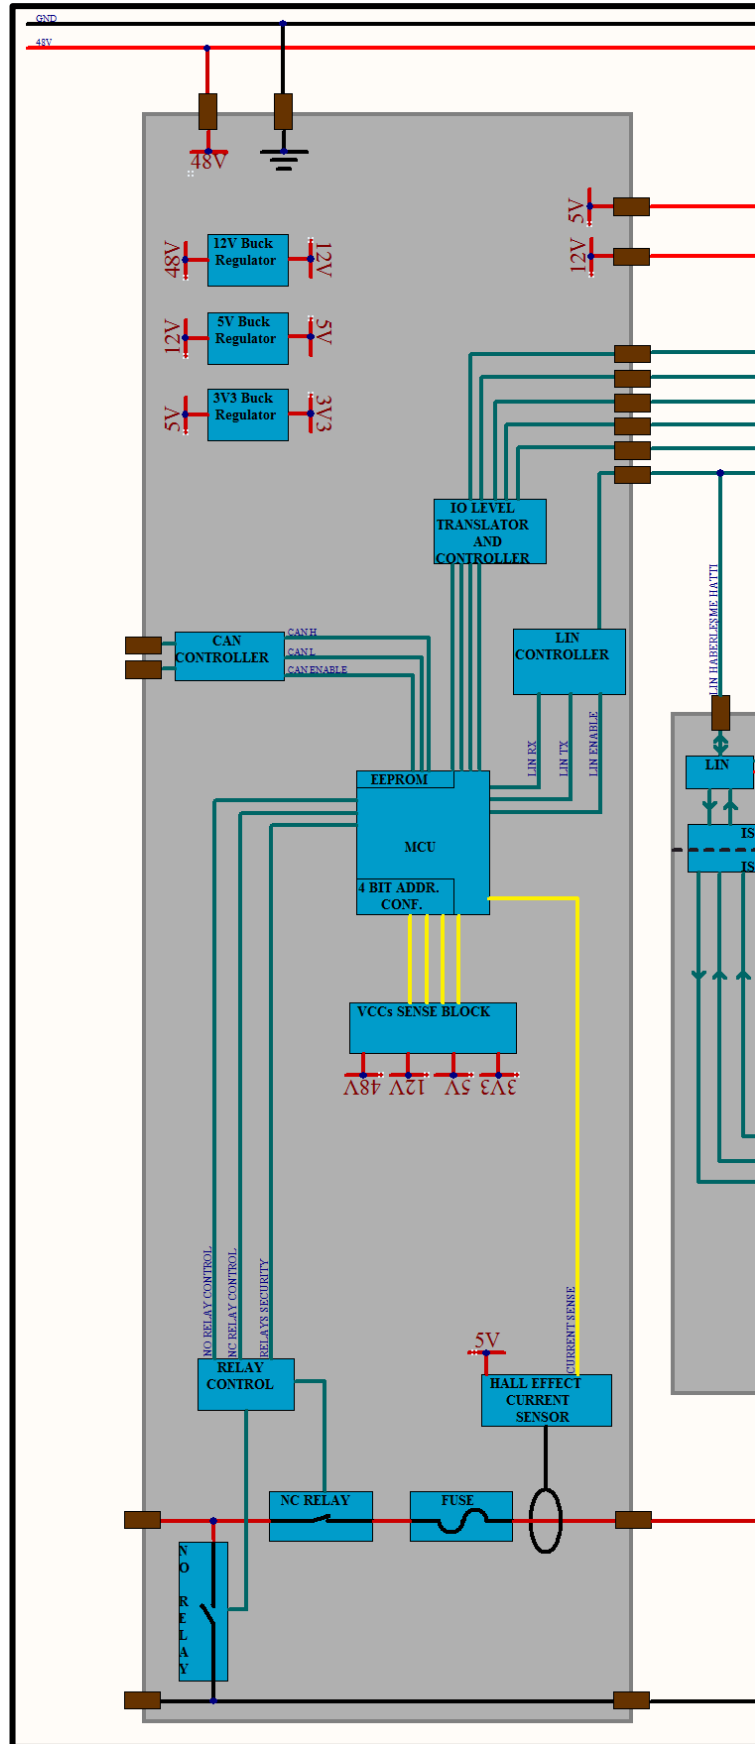 GND
48V
48V
48V
12V Buck
Regulator
12V
5V
12V
12V
5V Buck
Regulator
5V
5V
3V3 Buck
Regulator
3V3
IO LEVEL
TRANSLATOR
AND
CONTROLLER
CAN
CONTROLLER
CAN H
CAN L
CAN ENABLE
LIN
CONTROLLER
LIN HABERLESME HATTI
LIN RX
LIN TX
LIN ENABLE
LIN
IS
IS
EEPROM
MCU
4 BIT ADDR.
CONF.
VCCs SENSE BLOCK
48V
12V
5V
3V3
NO RELAY CONTROL
NC RELAY CONTROL
RELAYS SECURITY
CURRENT SENSE
RELAY
CONTROL
5V
HALL EFFECT
CURRENT
SENSOR
NC RELAY
FUSE
NO RELAY